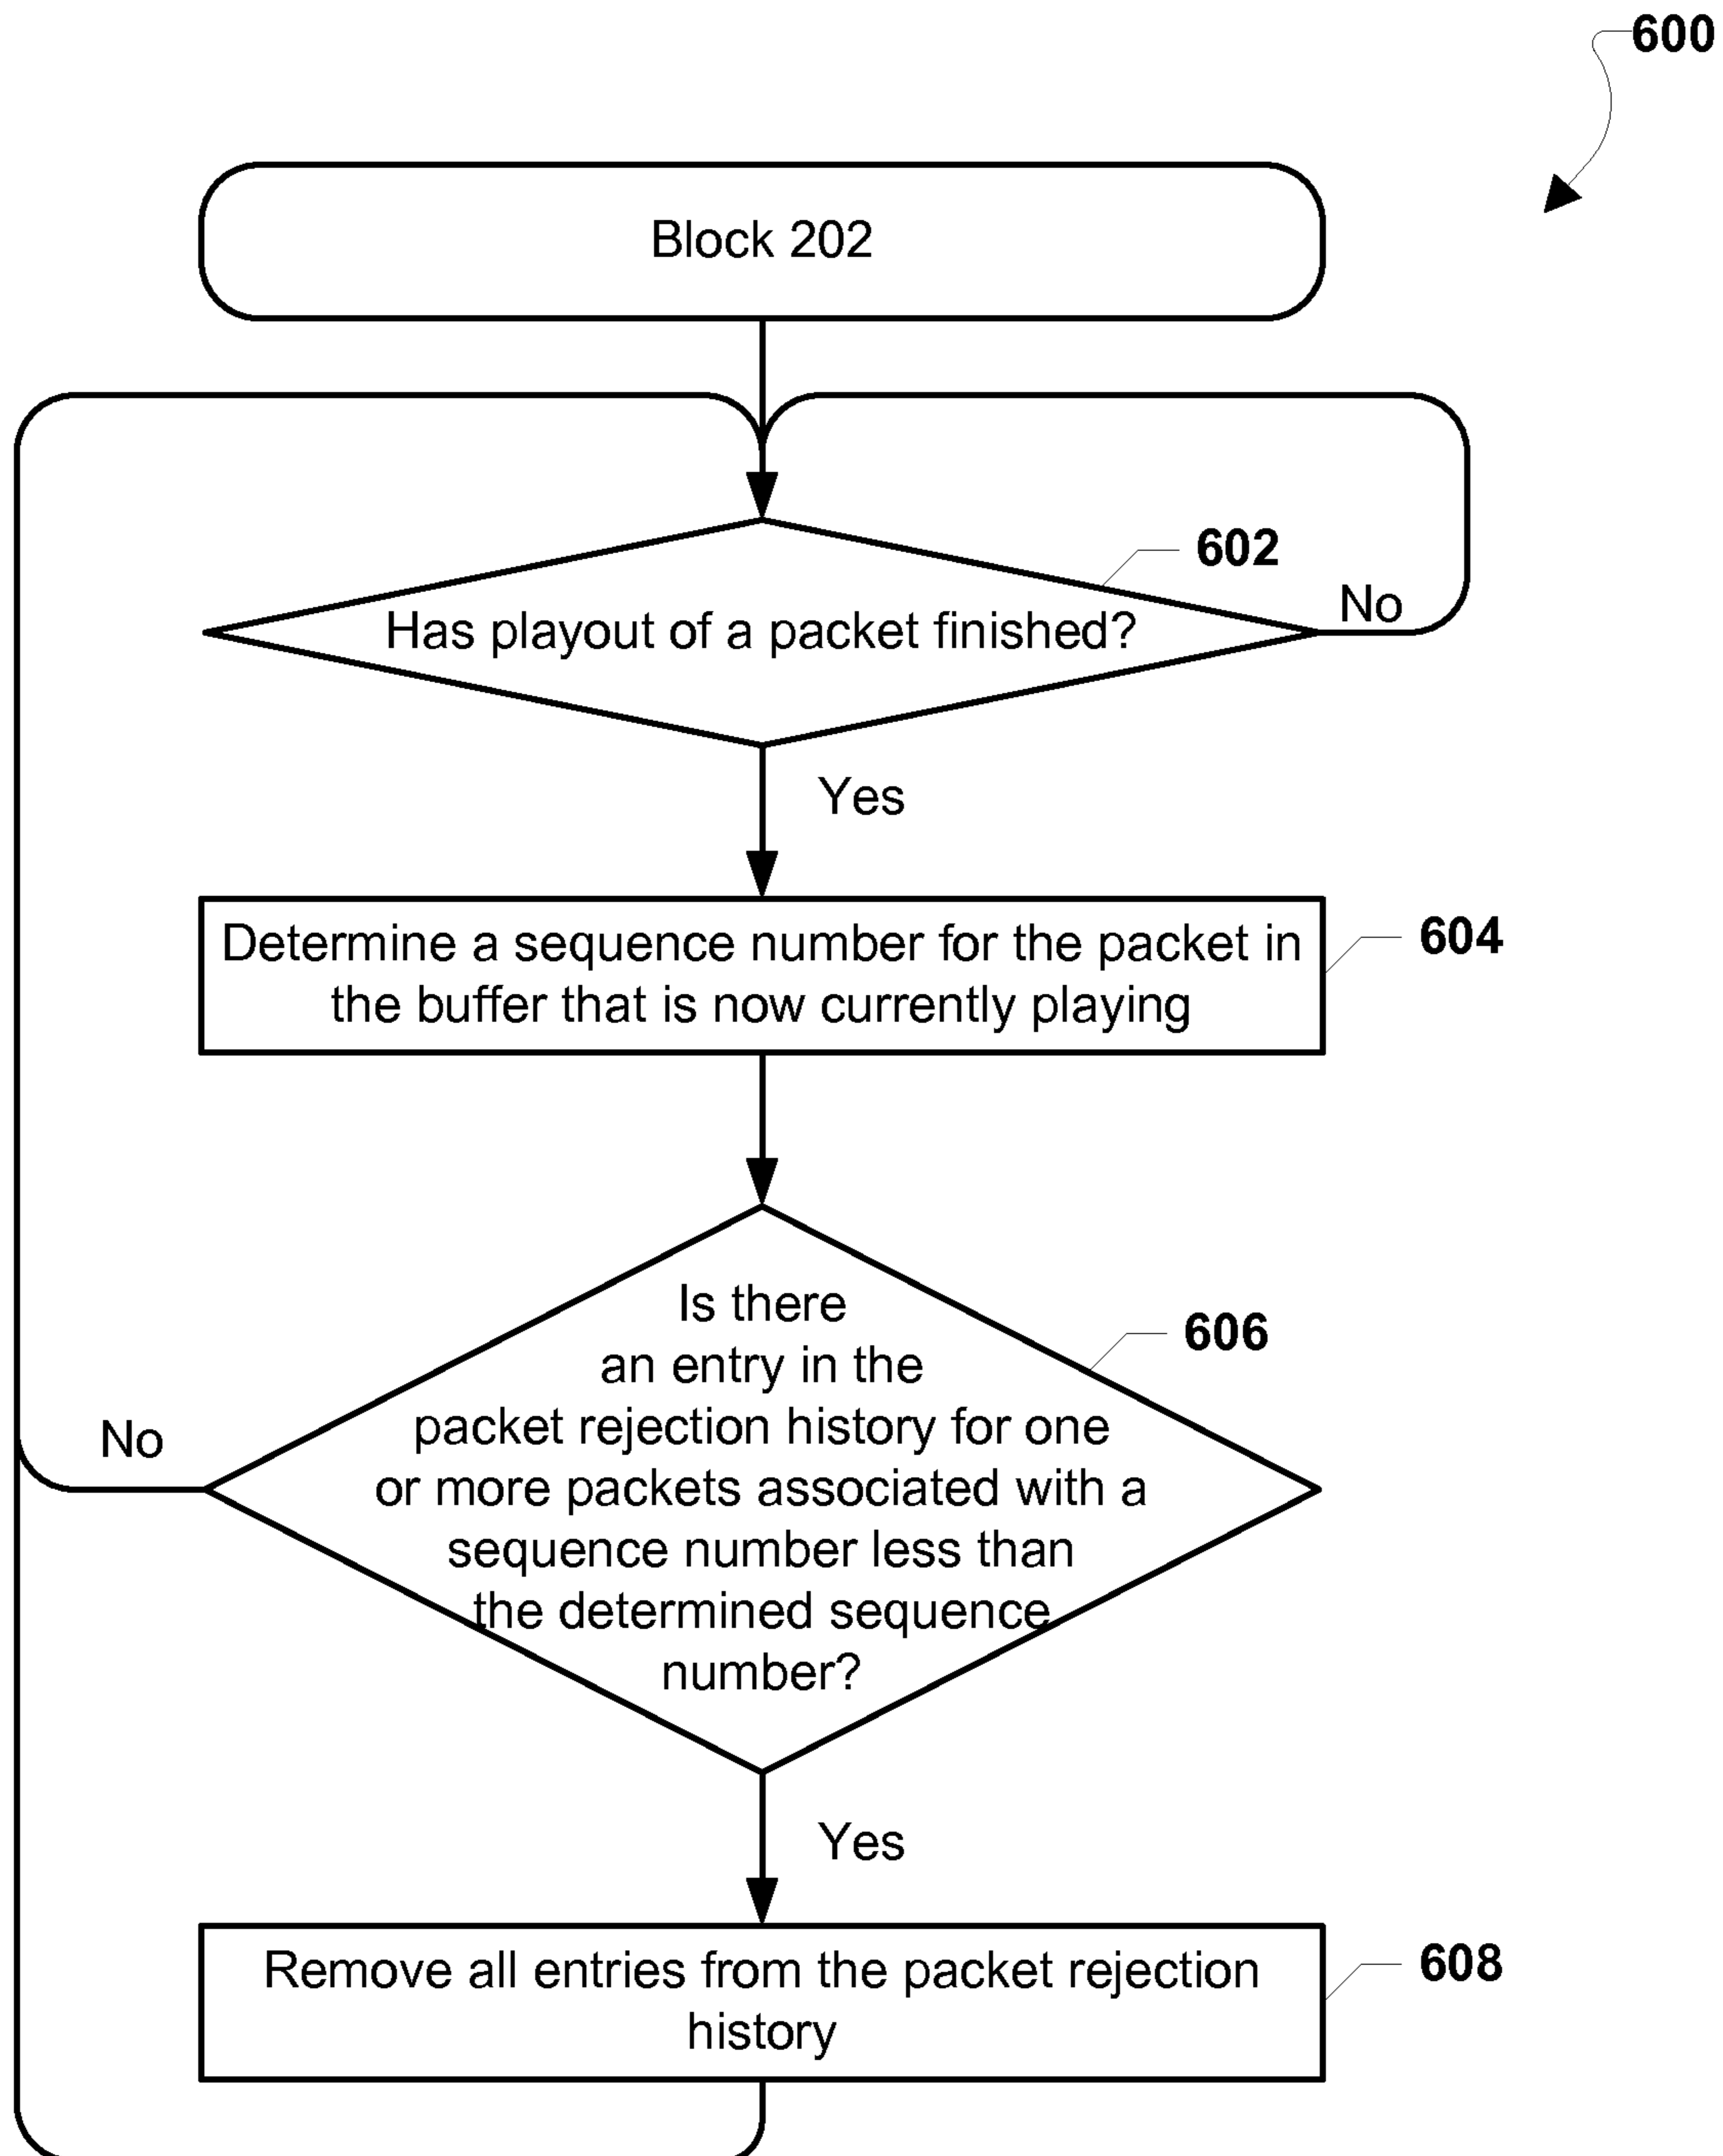 600
Block 202
602
Has playout of a packet finished?
No
Yes
Determine a sequence number for the packet in
the buffer that is now currently playing
604
Is there
an entry in the
packet rejection history for one
or more packets associated with a
sequence number less than
the determined sequence
number?
606
No
Yes
Remove all entries from the packet rejection
history
608